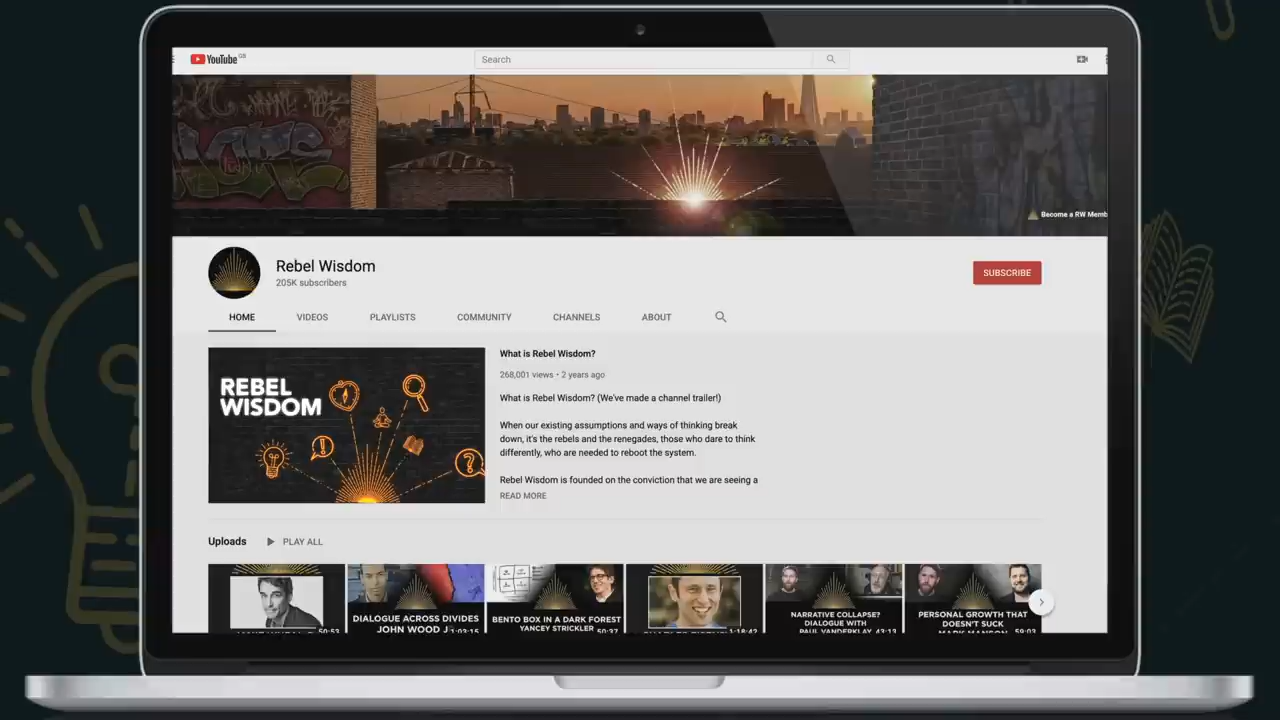 YouTube GB
Search
Become a RW Memb
Rebel Wisdom
205K subscribers
SUBSCRIBE
HOME
VIDEOS
PLAYLISTS
COMMUNITY
CHANNELS
ABOUT
REBEL
WISDOM
What is Rebel Wisdom?
268,001 views • 2 years ago
What is Rebel Wisdom? (We've made a channel trailer!)
When our existing assumptions and ways of thinking break
down, it's the rebels and the renegades, those who dare to think
differently, who are needed to reboot the system.
Rebel Wisdom is founded on the conviction that we are seeing a
READ MORE
Uploads
PLAY ALL
50:53
DIALOGUE ACROSS DIVIDES
JOHN WOOD J
1:03:15
BENTO BOX IN A DARK FOREST
YANCEY STRICKLER
50:37
1:18:42
NARRATIVE COLLAPSE?
DIALOGUE WITH
PAUL VANDERKLAY
43:13
PERSONAL GROWTH THAT
DOESN'T SUCK
MARK MANSON
59:03